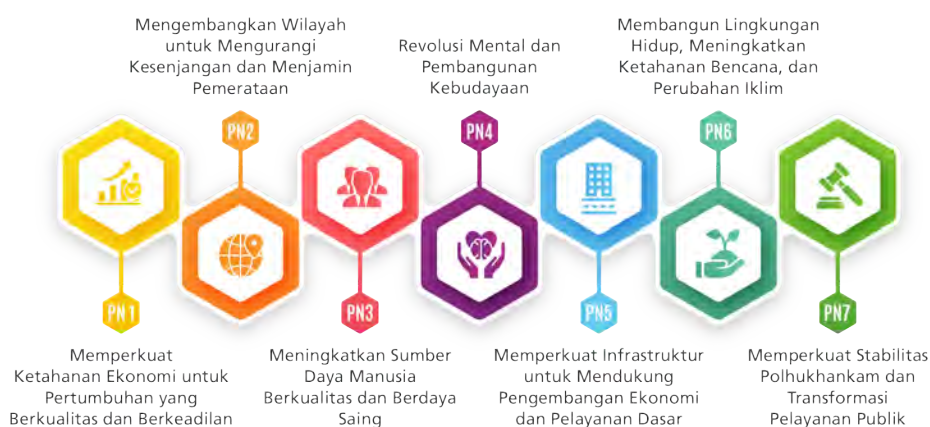 Mengembangkan Wilayah
untuk Mengurangi
Kesenjangan dan Menjamin
Pemerataan
Revolusi Mental dan
Pembangunan
Kebudayaan
Membangun Lingkungan
Hidup, Meningkatkan
Ketahanan Bencana, dan
Perubahan Iklim
PN2
PN4
PN6
PN1
PN3
PN5
PN7
Memperkuat
Ketahanan Ekonomi untuk
Pertumbuhan yang
Berkualitas dan Berkeadilan
Meningkatkan Sumber
Daya Manusia
Berkualitas dan Berdaya
Saing
Memperkuat Infrastruktur
untuk Mendukung
Pengembangan Ekonomi
dan Pelayanan Dasar
Memperkuat Stabilitas
Polhukhankam dan
Transformasi
Pelayanan Publik